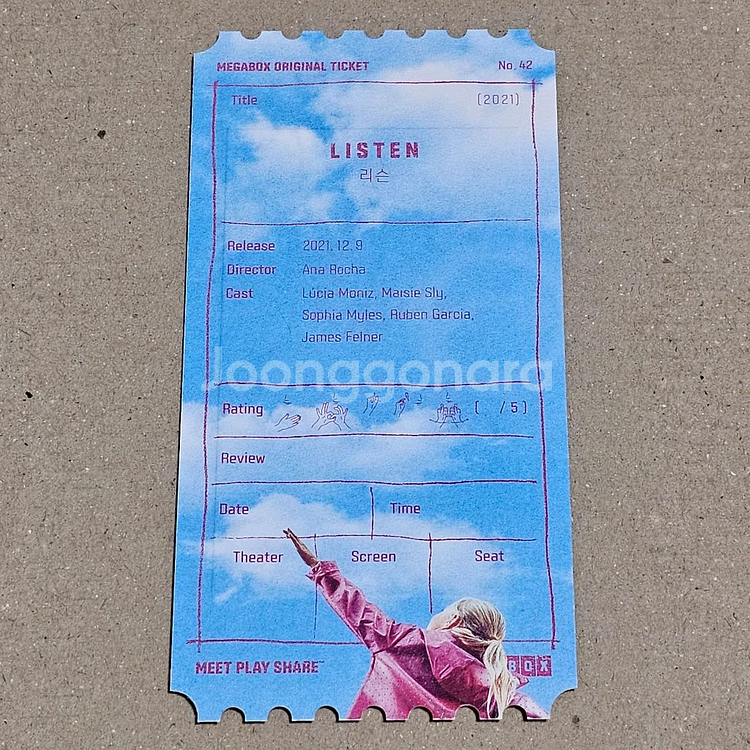 MEGABOX ORIGINAL TICKET No. 42
Title (2021)
LISTEN
리슨
Release 2021. 12. 9
Director Ana Rocha
Cast Lúcia Moniz, Maisie Sly,
Sophia Myles, Ruben Garcia,
James Felner
Joonggonara
Rating ( / 5)
Review
Date Time
Theater Screen Seat
MEET PLAY SHARE BOX